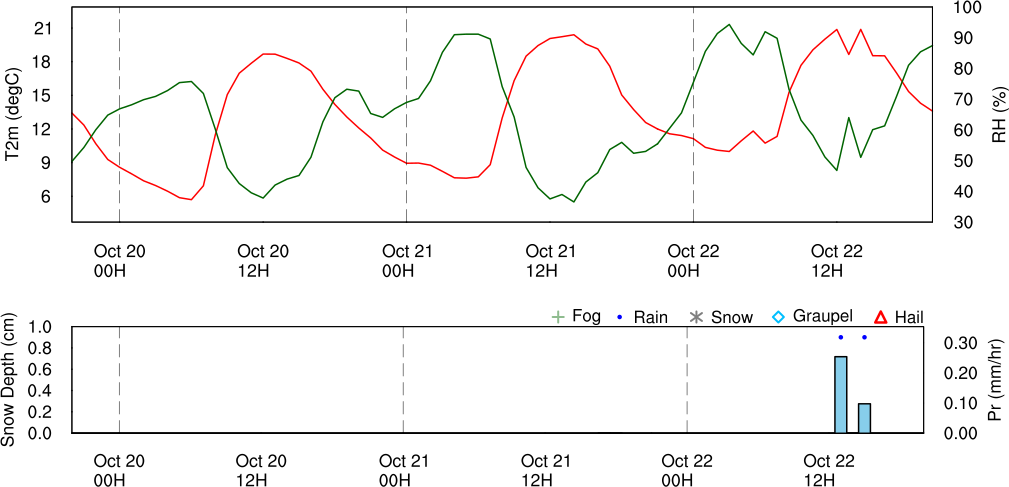 T2m (degC)
21
18
15
12
9
6
100
90
80
70
60
50
40
30
RH (%)
Oct 20 Oct 20 Oct 21 Oct 21 Oct 22 Oct 22
00H 12H 00H 12H 00H 12H
Fog Rain Snow Graupel Hail
Snow Depth (cm)
1.0
0.8
0.6
0.4
0.2
0.0
0.30
0.20
0.10
0.00
Pr (mm/hr)
Oct 20 Oct 20 Oct 21 Oct 21 Oct 22 Oct 22
00H 12H 00H 12H 00H 12H